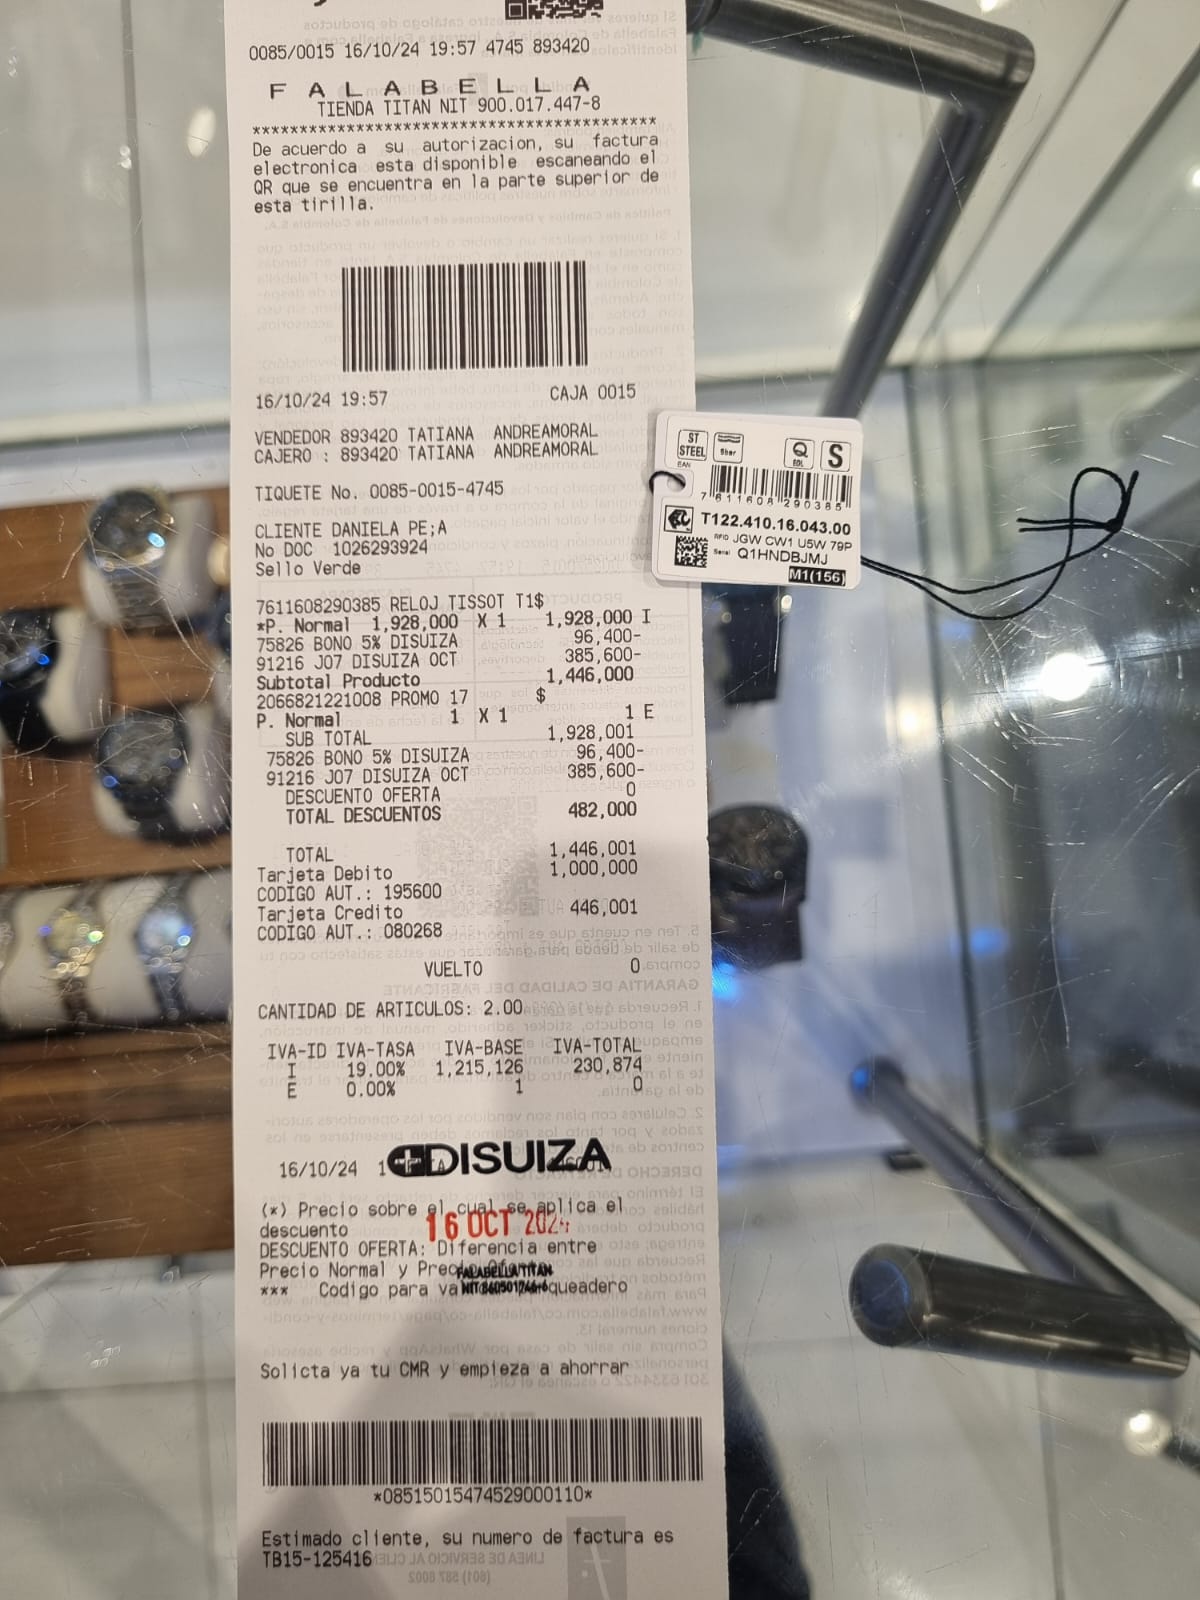 0085/0015 16/10/24 19:57 4745 893420
FALABELLA
TIENDA TITAN NIT 900.017.447-8
********************************************
De acuerdo a su autorizacion, su factura
electronica esta disponible escaneando el
QR que se encuentra en la parte superior de
esta tirilla.
16/10/24 19:57 CAJA 0015
VENDEDOR 893420 TATIANA ANDREAMORAL
CAJERO : 893420 TATIANA ANDREAMORAL
TIQUETE No. 0085-0015-4745
CLIENTE DANIELA PE;A
No DOC 1026293924
Sello Verde
7611608290385 RELOJ TISSOT T1$
*P. Normal 1,928,000 X 1 1,928,000 I
75826 BONO 5% DISUIZA 96,400-
91216 J07 DISUIZA OCT 385,600-
Subtotal Producto 1,446,000
2066821221008 PROMO 17 $
P. Normal 1 X 1 1 E
SUB TOTAL 1,928,001
75826 BONO 5% DISUIZA 96,400-
91216 J07 DISUIZA OCT 385,600-
DESCUENTO OFERTA 0
TOTAL DESCUENTOS 482,000
TOTAL 1,446,001
Tarjeta Debito 1,000,000
CODIGO AUT.: 195600
Tarjeta Credito 446,001
CODIGO AUT.: 080268
VUELTO 0
CANTIDAD DE ARTICULOS: 2.00
IVA-ID IVA-TASA IVA-BASE IVA-TOTAL
I 19.00% 1,215,126 230,874
E 0.00% 1 0
16/10/24
DISUIZA
(*) Precio sobre el cual se aplica el
descuento
16 OCT 2024
DESCUENTO OFERTA: Diferencia entre
Precio Normal y
FALABELLA TITAN
*** Codigo para
Solicta ya tu CMR y empieza a ahorrar
*08515015474529000110*
Estimado cliente, su numero de factura es
TB15-125416
ST
STEEL
5bar
Q
EOL
S
EAN
7 611608 290385
T122.410.16.043.00
RFID JGW CW1 U5W 79P
Serial Q1HNDBJMJ
M1(156)